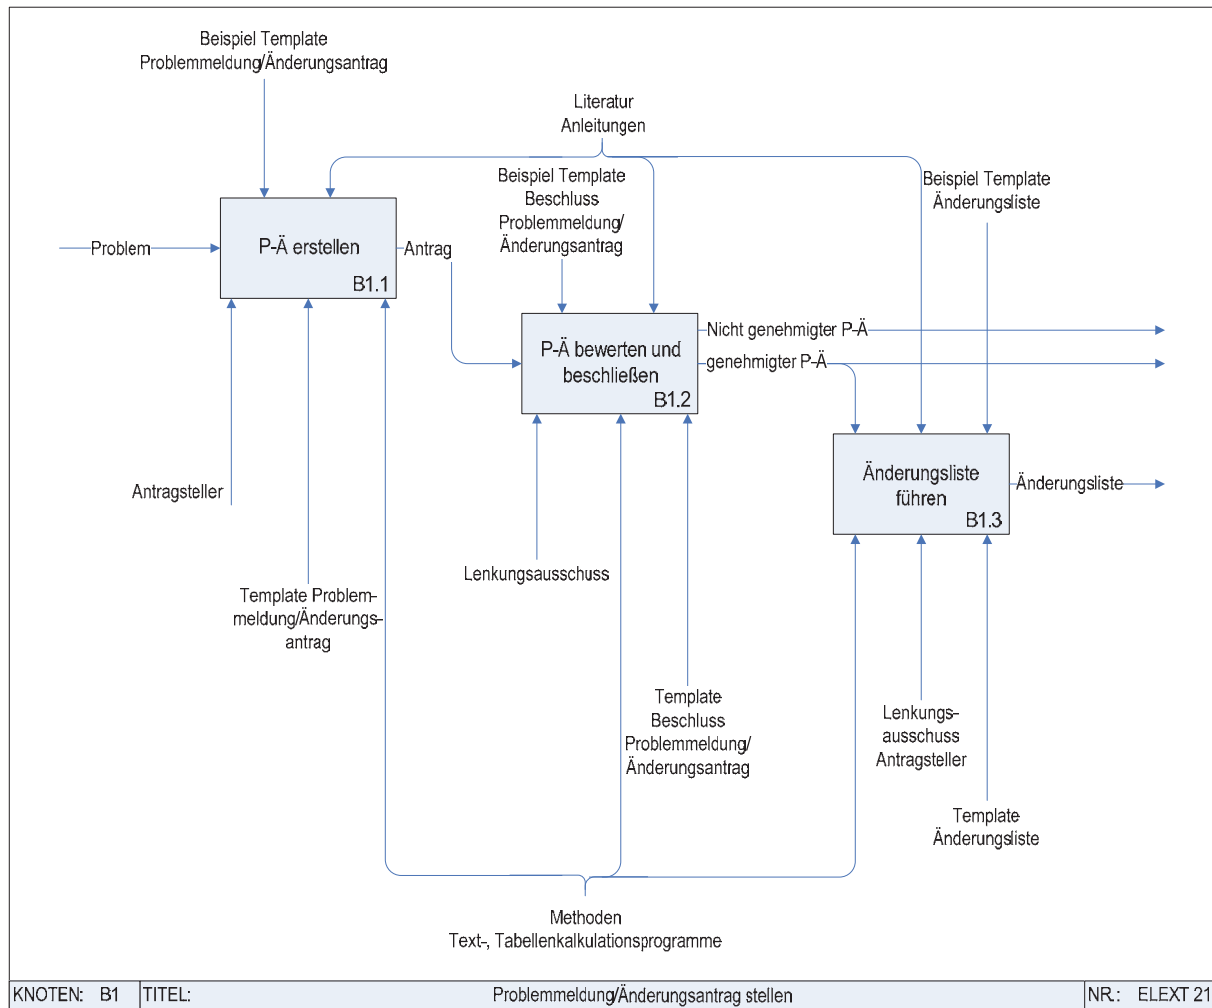 Beispiel Template
Problemmeldung/Änderungsantrag
Literatur
Anleitungen
Beispiel Template
Beschluss
Problemmeldung/
Änderungsantrag
Beispiel Template
Änderungsliste
Problem
P-Ä erstellen
B1.1
Antrag
Nicht genehmigter P-Ä
P-Ä bewerten und
beschließen
B1.2
genehmigter P-Ä
Änderungsliste
führen
B1.3
Änderungsliste
Antragsteller
Lenkungsausschuss
Template Problem-
meldung/Änderungs-
antrag
Template
Beschluss
Problemmeldung/
Änderungsantrag
Lenkungs-
ausschuss
Antragsteller
Template
Änderungsliste
Methoden
Text-, Tabellenkalkulationsprogramme
KNOTEN: B1 TITEL: Problemmeldung/Änderungsantrag stellen NR.: ELEXT 21